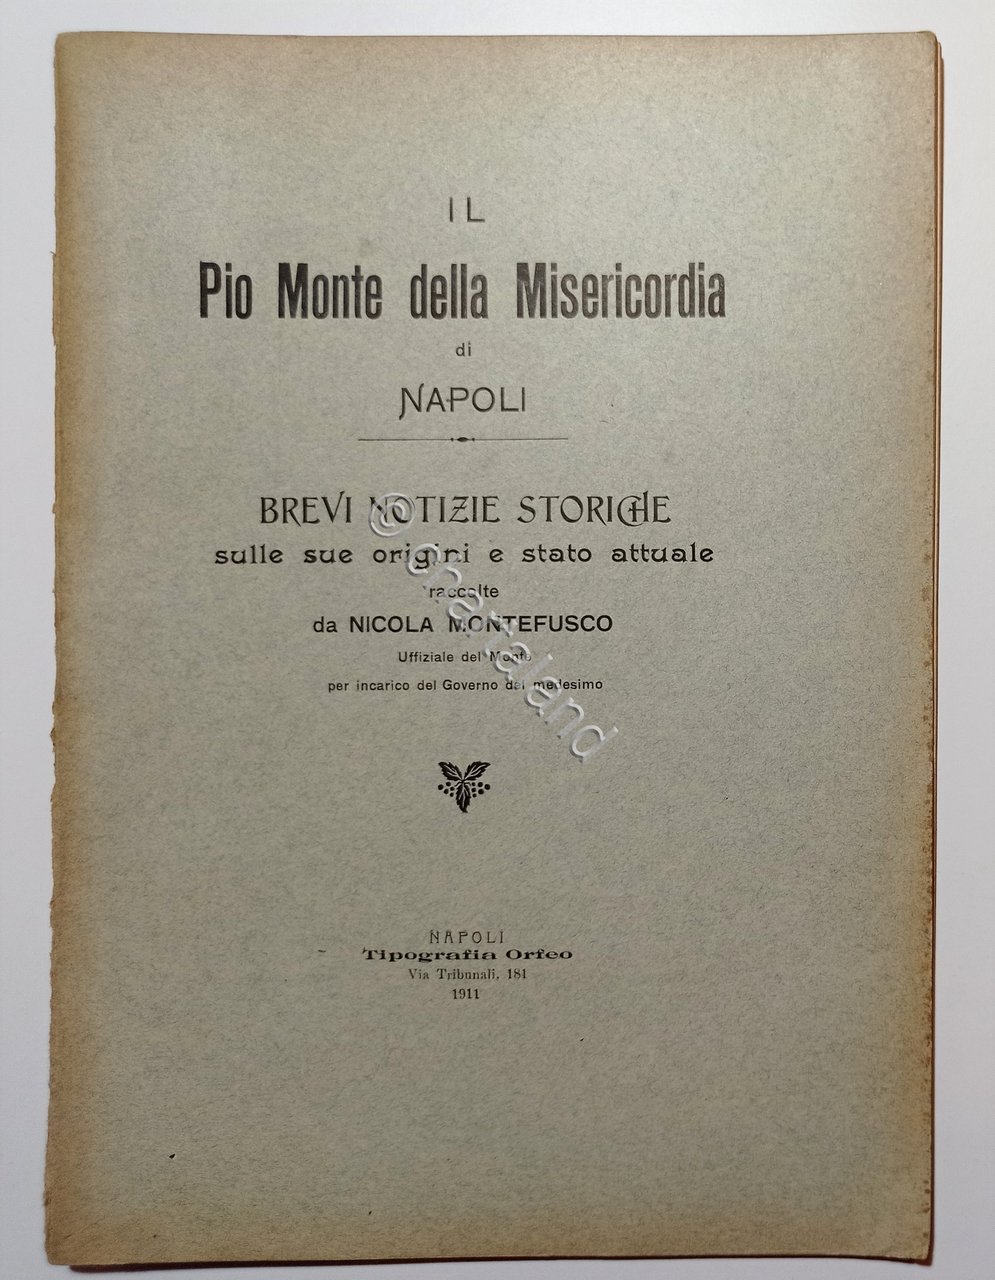 IL
Pio Monte della Misericordia
di
NAPOLI
BREVI NOTIZIE STORICHE
sulle sue origini e stato attuale
raccolte
da NICOLA MONTEFUSCO
Uffiziale del Monte
per incarico del Governo del medesimo
© chartaland
NAPOLI
Tipografia Orfeo
Via Tribunali, 181
1911